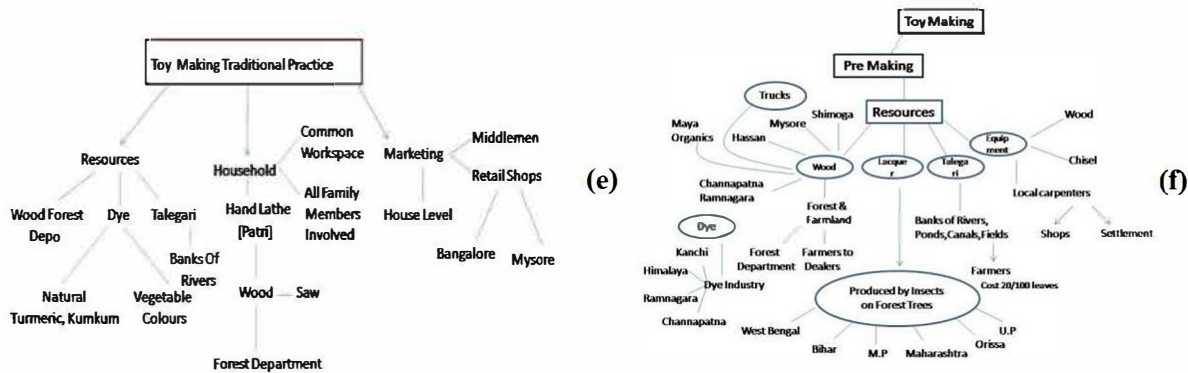 Toy Making Traditional Practice
Resources
Household
Common
Workspace
All Family
Members
Involved
Marketing
Middlemen
Retail Shops
House Level
Bangalore
Mysore
Wood Forest
Depo
Dye
Talegari
Banks Of
Rivers
Natural
Turmeric, Kumkum
Vegetable
Colours
Hand Lathe
[Patri]
Wood
Saw
Forest Department
(e)
Toy Making
Pre Making
Resources
Trucks
Maya
Organics
Hassan
Mysore
Shimoga
Wood
Channapatna
Ramnagara
Forest &
Farmland
Forest
Department
Farmers to
Dealers
Lacque
r
Talega
ri
Equip
ment
Wood
Chisel
Local carpenters
Shops
Settlement
Banks of Rivers,
Ponds,Canals,Fields
Farmers
Cost 20/100 leaves
Dye
Kanchi
Himalaya
Dye Industry
Ramnagara
Channapatna
Produced by Insects
on Forest Trees
West Bengal
Bihar
M.P
Maharashtra
Orissa
U.P
(f)